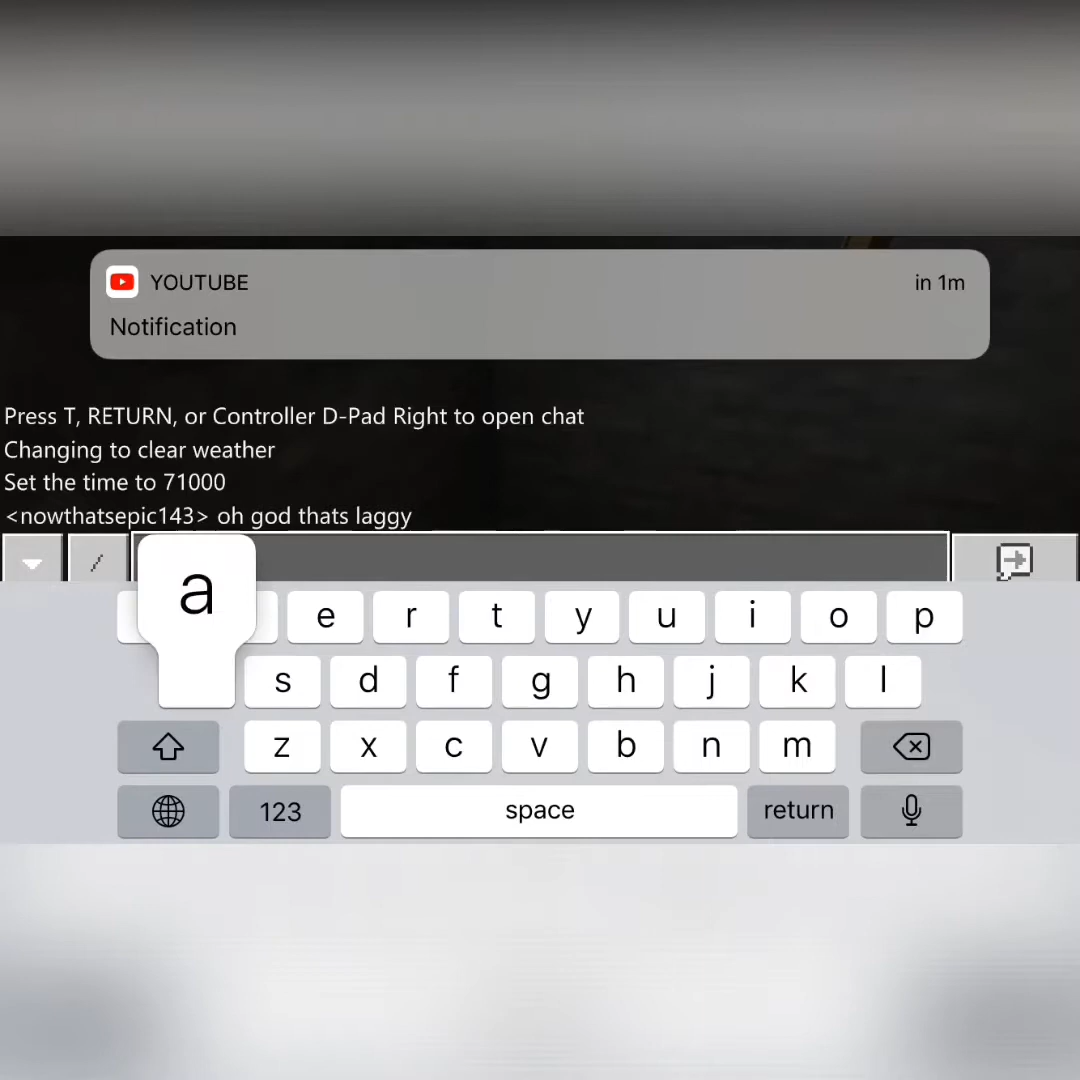 YOUTUBE in 1m
Notification
Press T, RETURN, or Controller D-Pad Right to open chat
Changing to clear weather
Set the time to 71000
<nowthatsepic143> oh god thats laggy
/
a e r t y u i o p
s d f g h j k l
z x c v b n m
123 space return